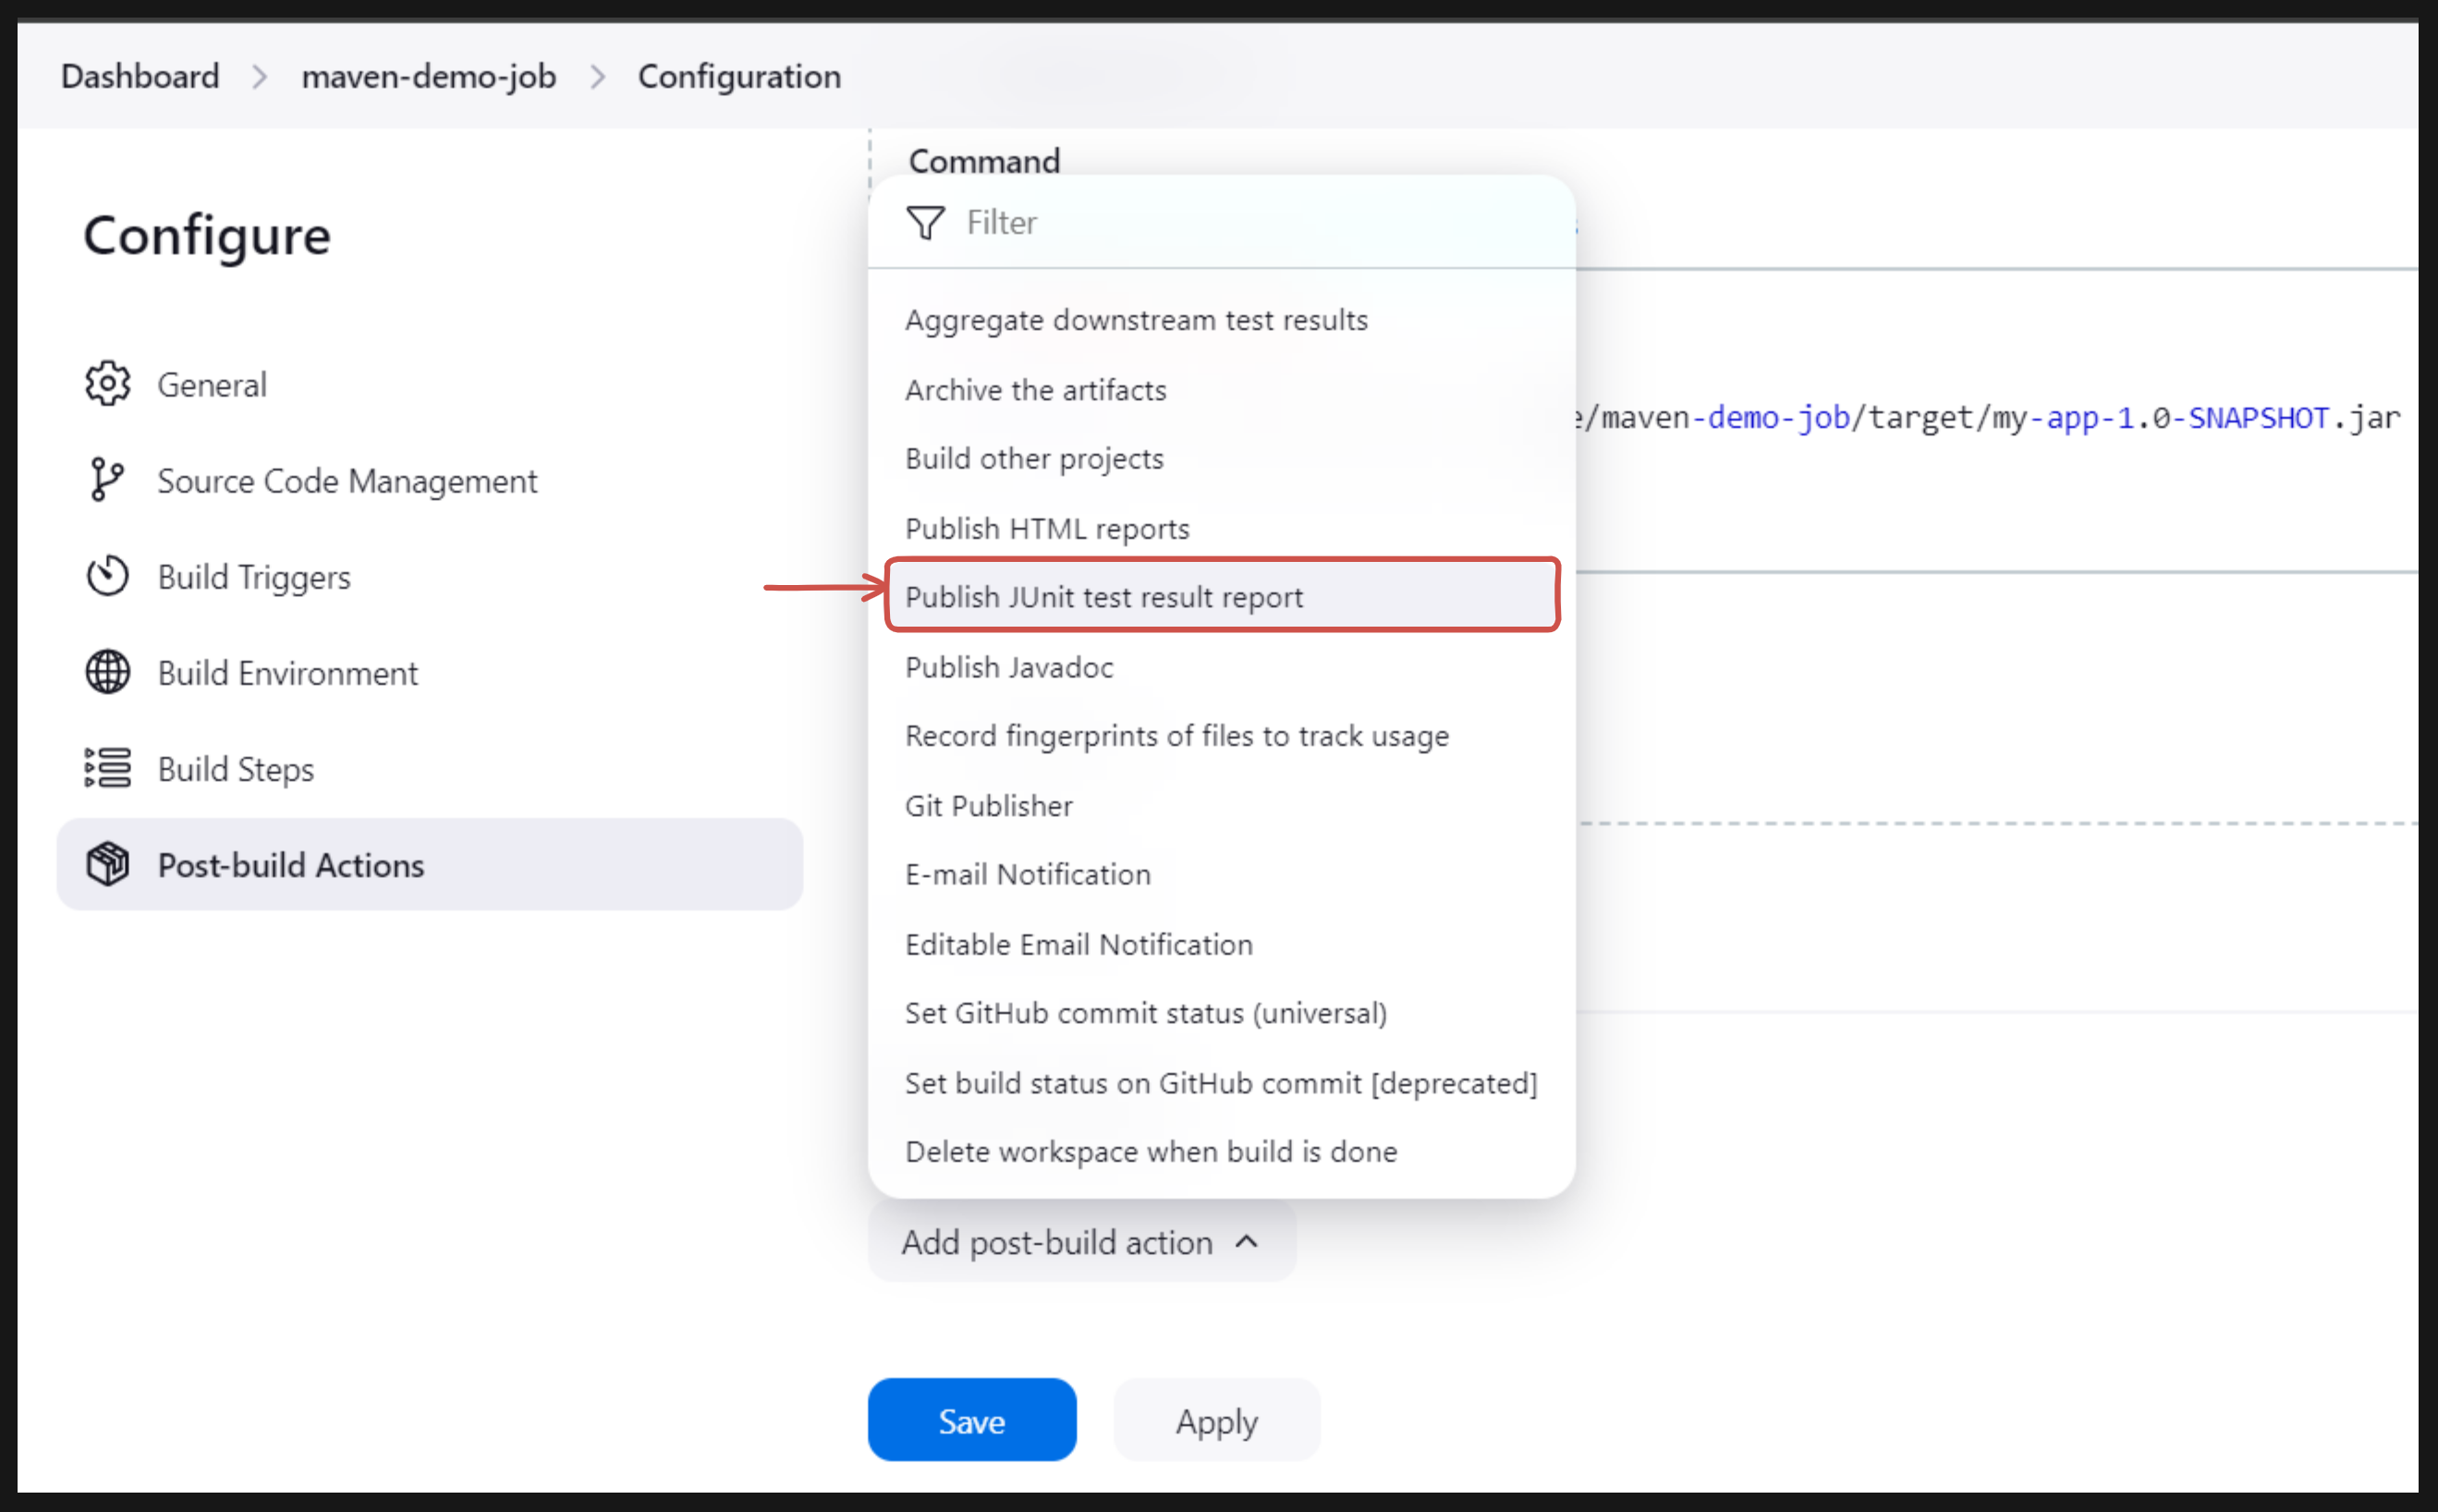 Dashboard > maven-demo-job > Configuration
Configure
General
Source Code Management
Build Triggers
Build Environment
Build Steps
Post-build Actions
Command
Filter
Aggregate downstream test results
Archive the artifacts
Build other projects
Publish HTML reports
Publish JUnit test result report
Publish Javadoc
Record fingerprints of files to track usage
Git Publisher
E-mail Notification
Editable Email Notification
Set GitHub commit status (universal)
Set build status on GitHub commit [deprecated]
Delete workspace when build is done
e/maven-demo-job/target/my-app-1.0-SNAPSHOT.jar
Add post-build action
Save
Apply